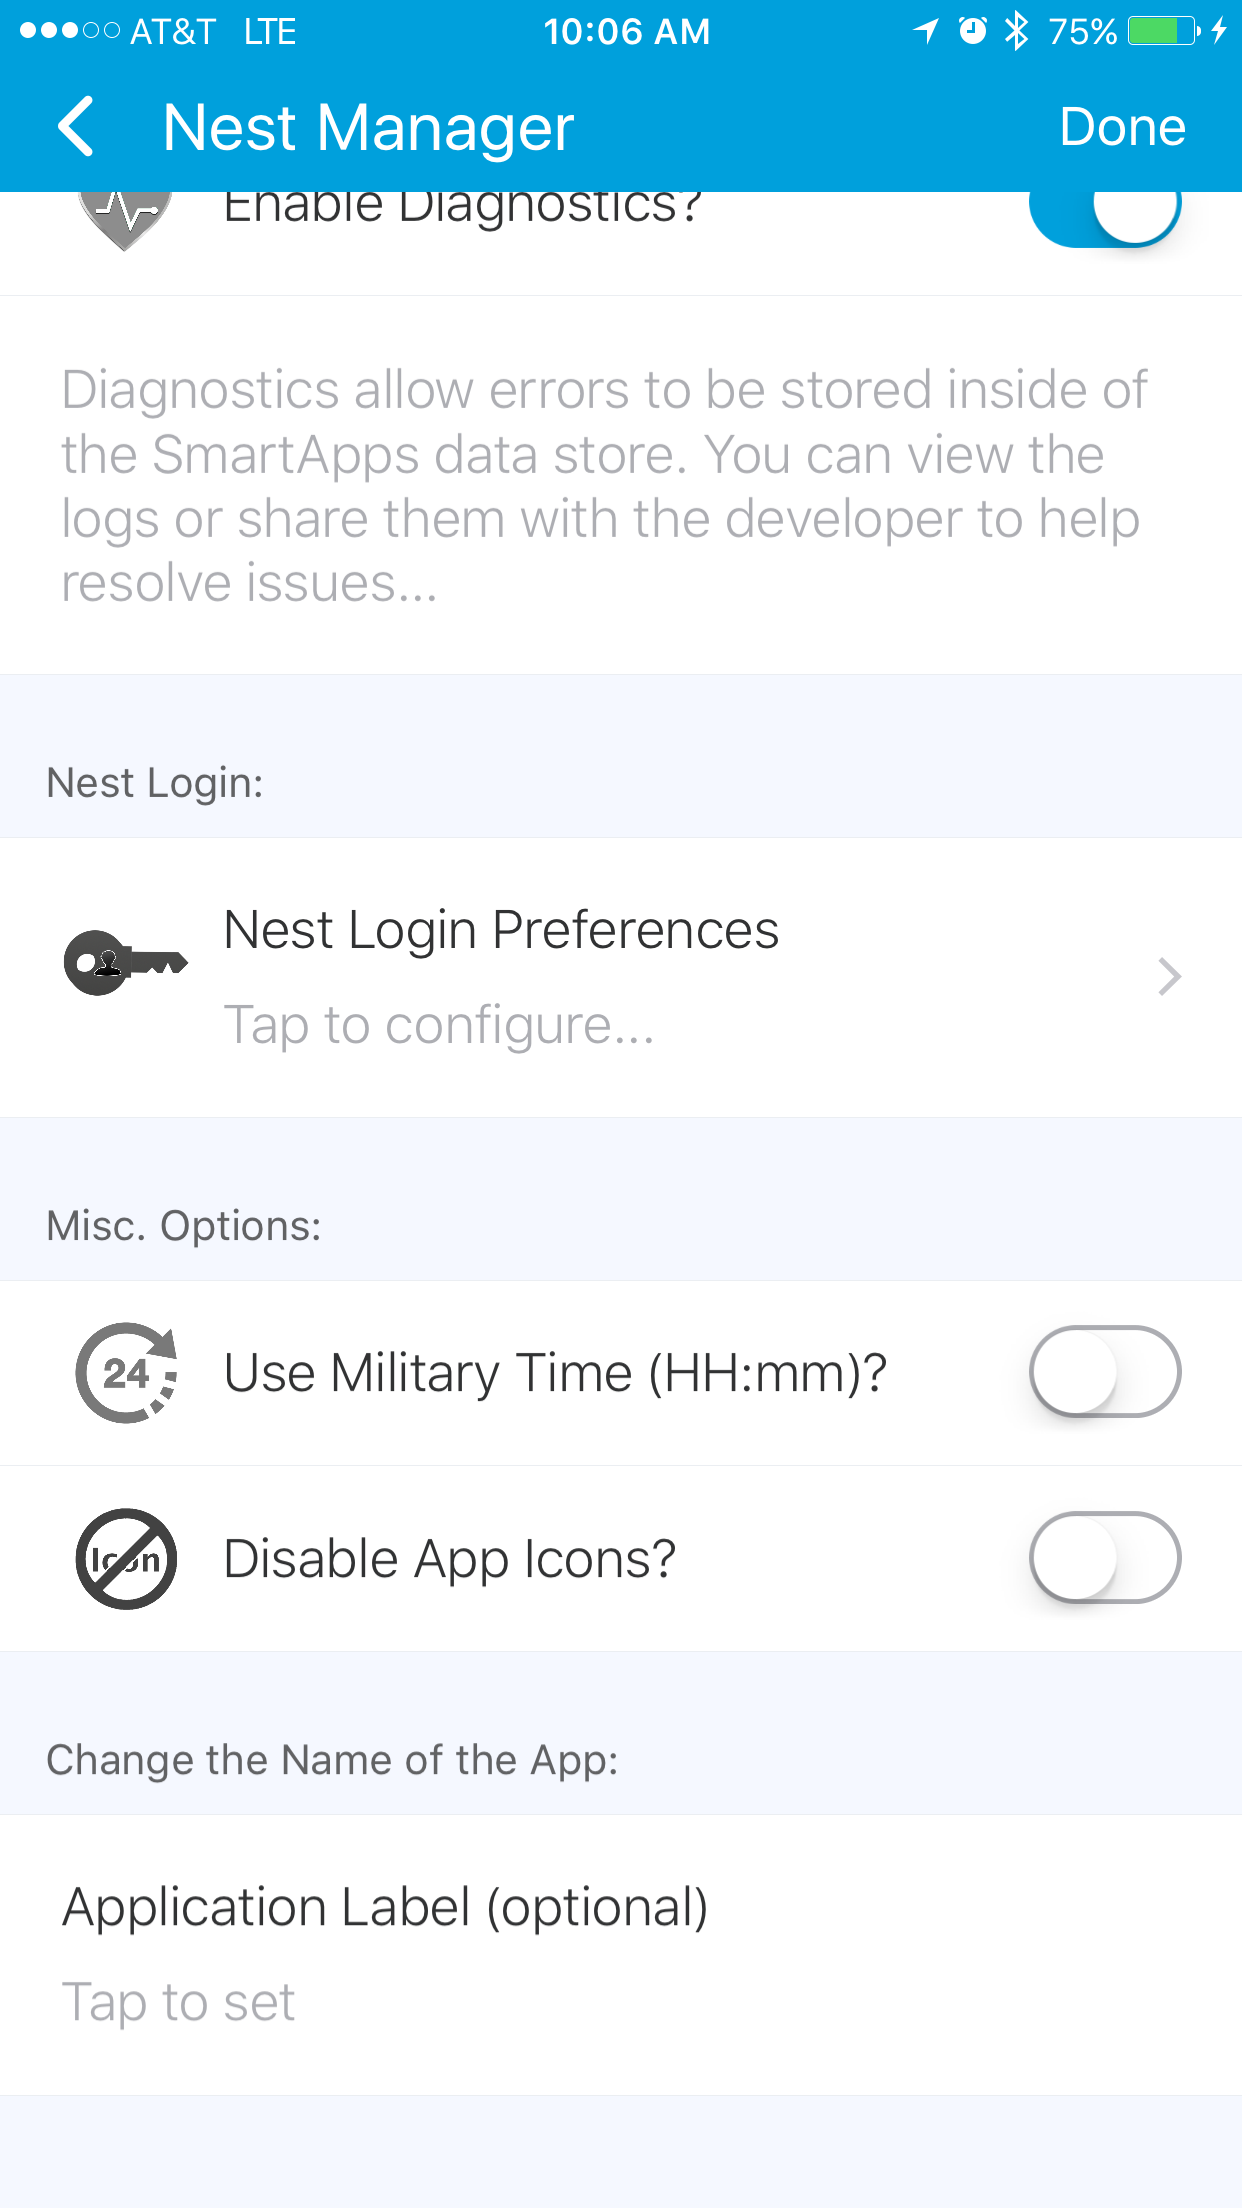 AT&T LTE 10:06 AM 75%
Nest Manager Done
Enable Diagnostics?
Diagnostics allow errors to be stored inside of
the SmartApps data store. You can view the
logs or share them with the developer to help
resolve issues...
Nest Login:
Nest Login Preferences
Tap to configure...
Misc. Options:
24 Use Military Time (HH:mm)?
Icon Disable App Icons?
Change the Name of the App:
Application Label (optional)
Tap to set